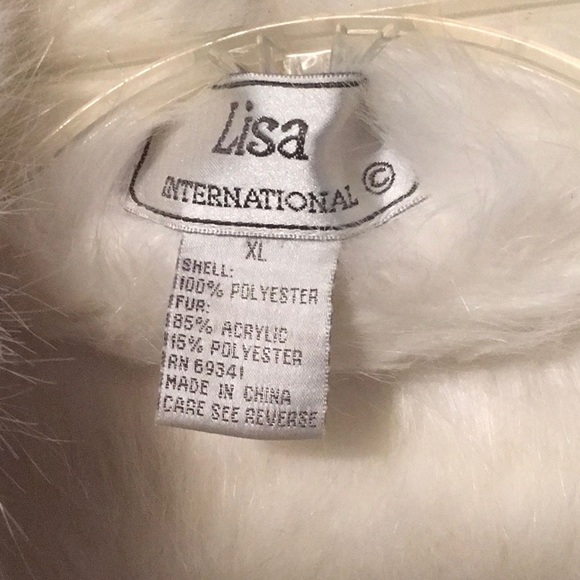 Lisa
INTERNATIONAL ©
XL
SHELL:
100% POLYESTER
FUR:
85% ACRYLIC
15% POLYESTER
RN 69341
MADE IN CHINA
CARE SEE REVERSE